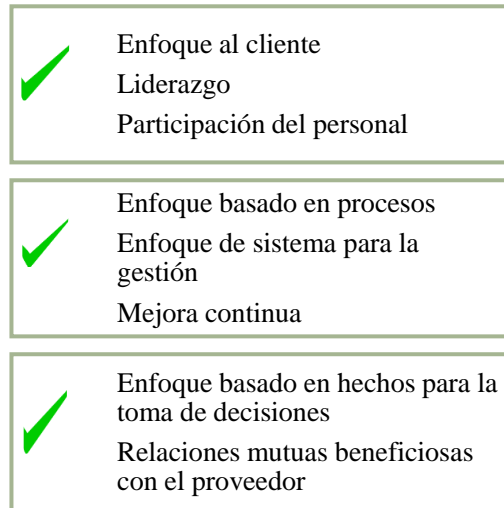 Enfoque al cliente
Liderazgo
Participación del personal
Enfoque basado en procesos
Enfoque de sistema para la
gestión
Mejora continua
Enfoque basado en hechos para la
toma de decisiones
Relaciones mutuas beneficiosas
con el proveedor